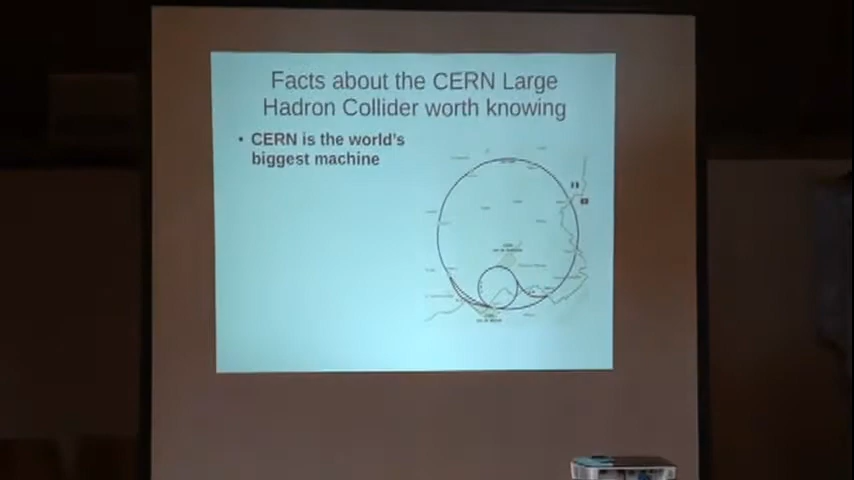 Facts about the CERN Large
Hadron Collider worth knowing
• CERN is the world's
biggest machine